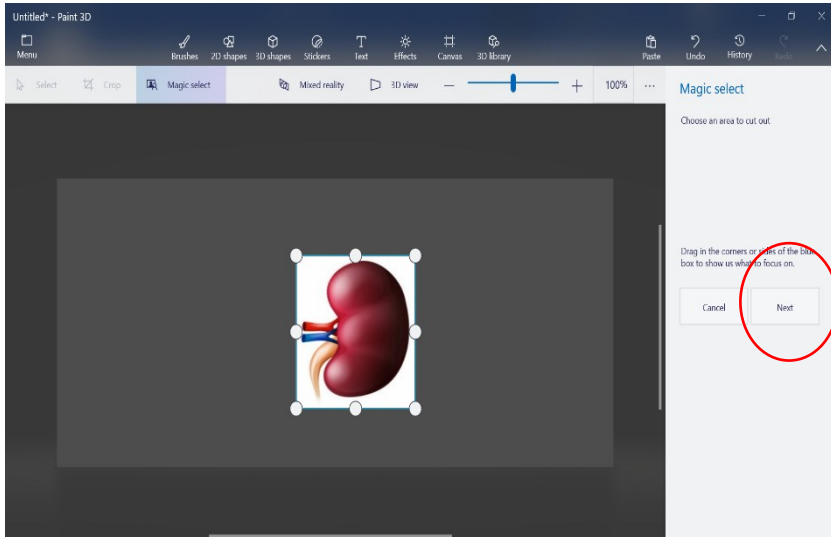 Untitled* - Paint 3D
Menu
Brushes 2D shapes 3D shapes Stickers Text Effects Canvas 3D library
Paste Undo History Redo
Select Crop Magic select Mixed reality 3D view 100%
Magic select
Choose an area to cut out
Drag in the corners or sides of the blue
box to show us what to focus on.
Cancel Next